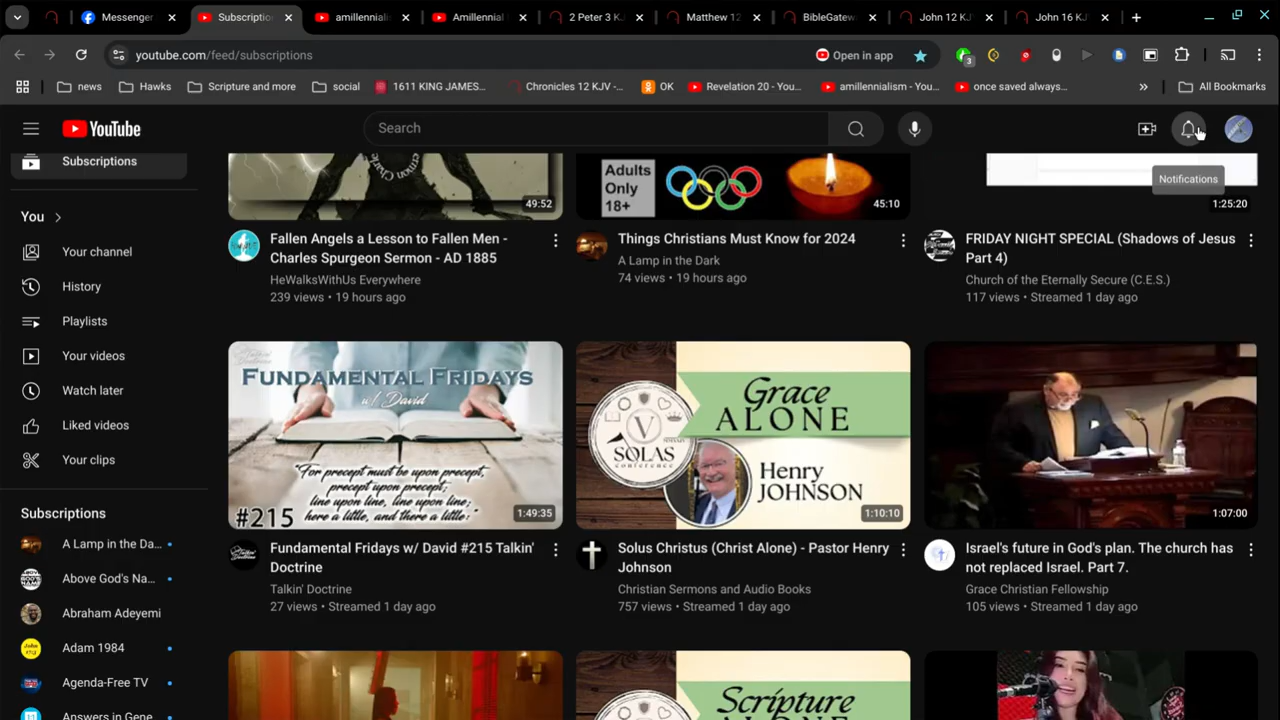 Messenger
Subscriptio
amillennialis
Amillennial
2 Peter 3 K
Matthew 12
BibleGatew
John 12 KJ
John 16 KJV
youtube.com/feed/subscriptions
Open in app
3
news
Hawks
Scripture and more
social
1611 KING JAMES...
Chronicles 12 KJV -...
OK
Revelation 20 - You...
amillennialism - You...
once saved always...
All Bookmarks
YouTube
Search
Notifications
Subscriptions
You
Your channel
History
Playlists
Your videos
Watch later
Liked videos
Your clips
Subscriptions
A Lamp in the Da...
Above God's Na...
Abraham Adeyemi
Adam 1984
Agenda-Free TV
Answers in Gene
49:52
Fallen Angels a Lesson to Fallen Men -
Charles Spurgeon Sermon - AD 1885
HeWalksWithUs Everywhere
239 views • 19 hours ago
Adults
Only
18+
45:10
Things Christians Must Know for 2024
A Lamp in the Dark
74 views • 19 hours ago
1:25:20
FRIDAY NIGHT SPECIAL (Shadows of Jesus
Part 4)
Church of the Eternally Secure (C.E.S.)
117 views • Streamed 1 day ago
FUNDAMENTAL FRIDAYS
w/ David
"For precept must be upon precept,
precept upon precept;
line upon line, line upon line;
here a little, and there a little:"
#215
1:49:35
Fundamental Fridays w/ David #215 Talkin'
Doctrine
Talkin' Doctrine
27 views • Streamed 1 day ago
Grace
ALONE
V
SOLAS
conference
Henry
JOHNSON
1:10:10
Solus Christus (Christ Alone) - Pastor Henry
Johnson
Christian Sermons and Audio Books
757 views • Streamed 1 day ago
1:07:00
Israel's future in God's plan. The church has
not replaced Israel. Part 7.
Grace Christian Fellowship
105 views • Streamed 1 day ago
Scripture